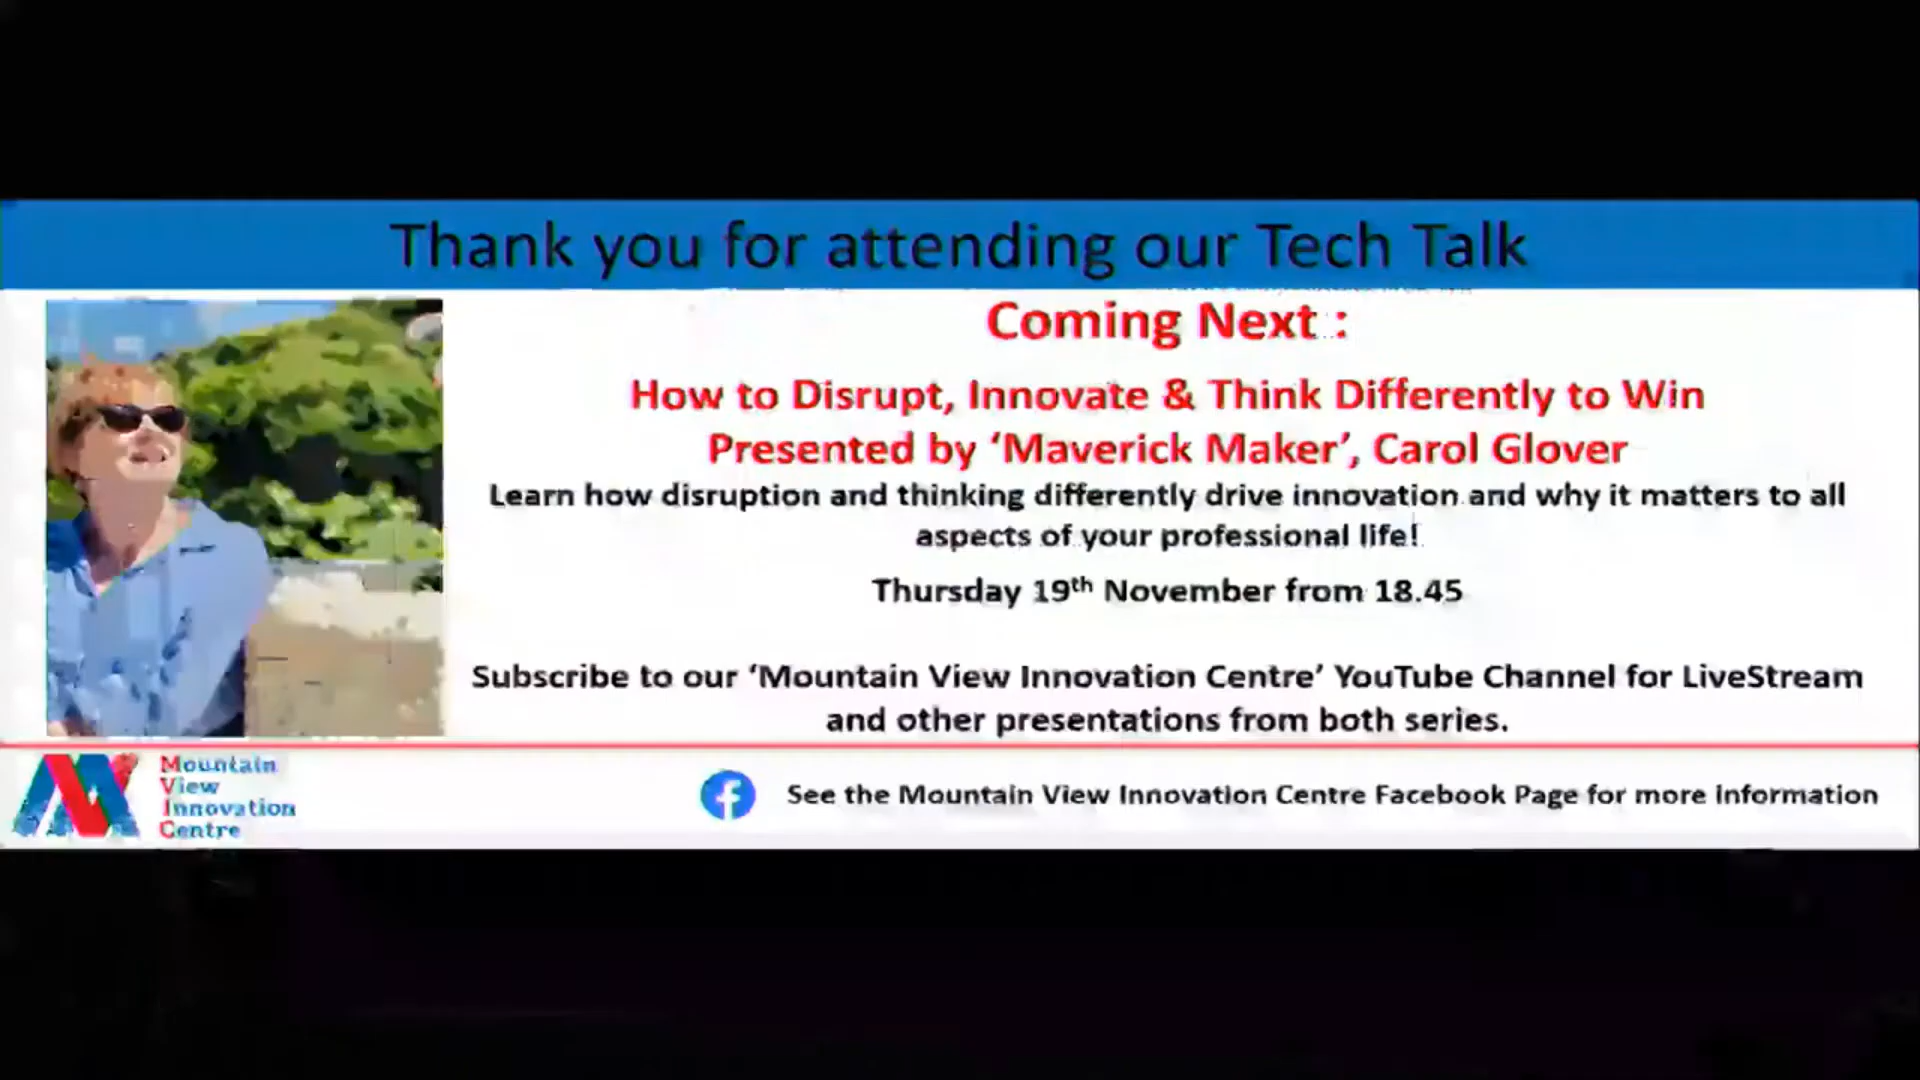 Thank you for attending our Tech Talk
Coming Next :
How to Disrupt, Innovate & Think Differently to Win
Presented by ‘Maverick Maker’, Carol Glover
Learn how disruption and thinking differently drive innovation and why it matters to all
aspects of your professional life!
Thursday 19th November from 18.45
Subscribe to our ‘Mountain View Innovation Centre’ YouTube Channel for LiveStream
and other presentations from both series.
Mountain
View
Innovation
Centre
See the Mountain View Innovation Centre Facebook Page for more information